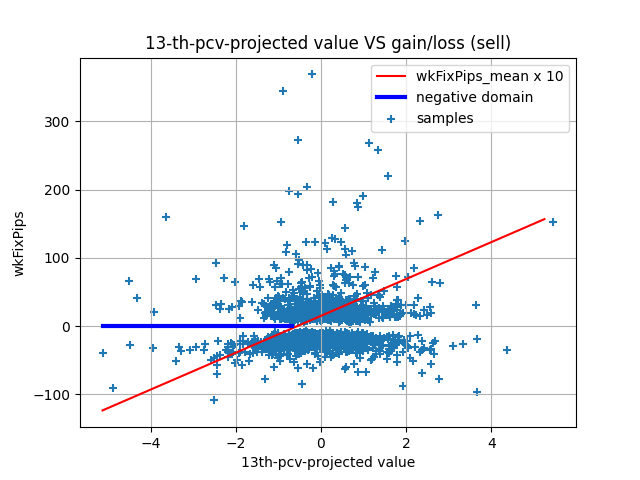 13-th-pcv-projected value VS gain/loss (sell)
wkFixPips_mean x 10
negative domain
samples
wkFixPips
300
200
100
0
−100
−4
−2
0
2
4
13th-pcv-projected value